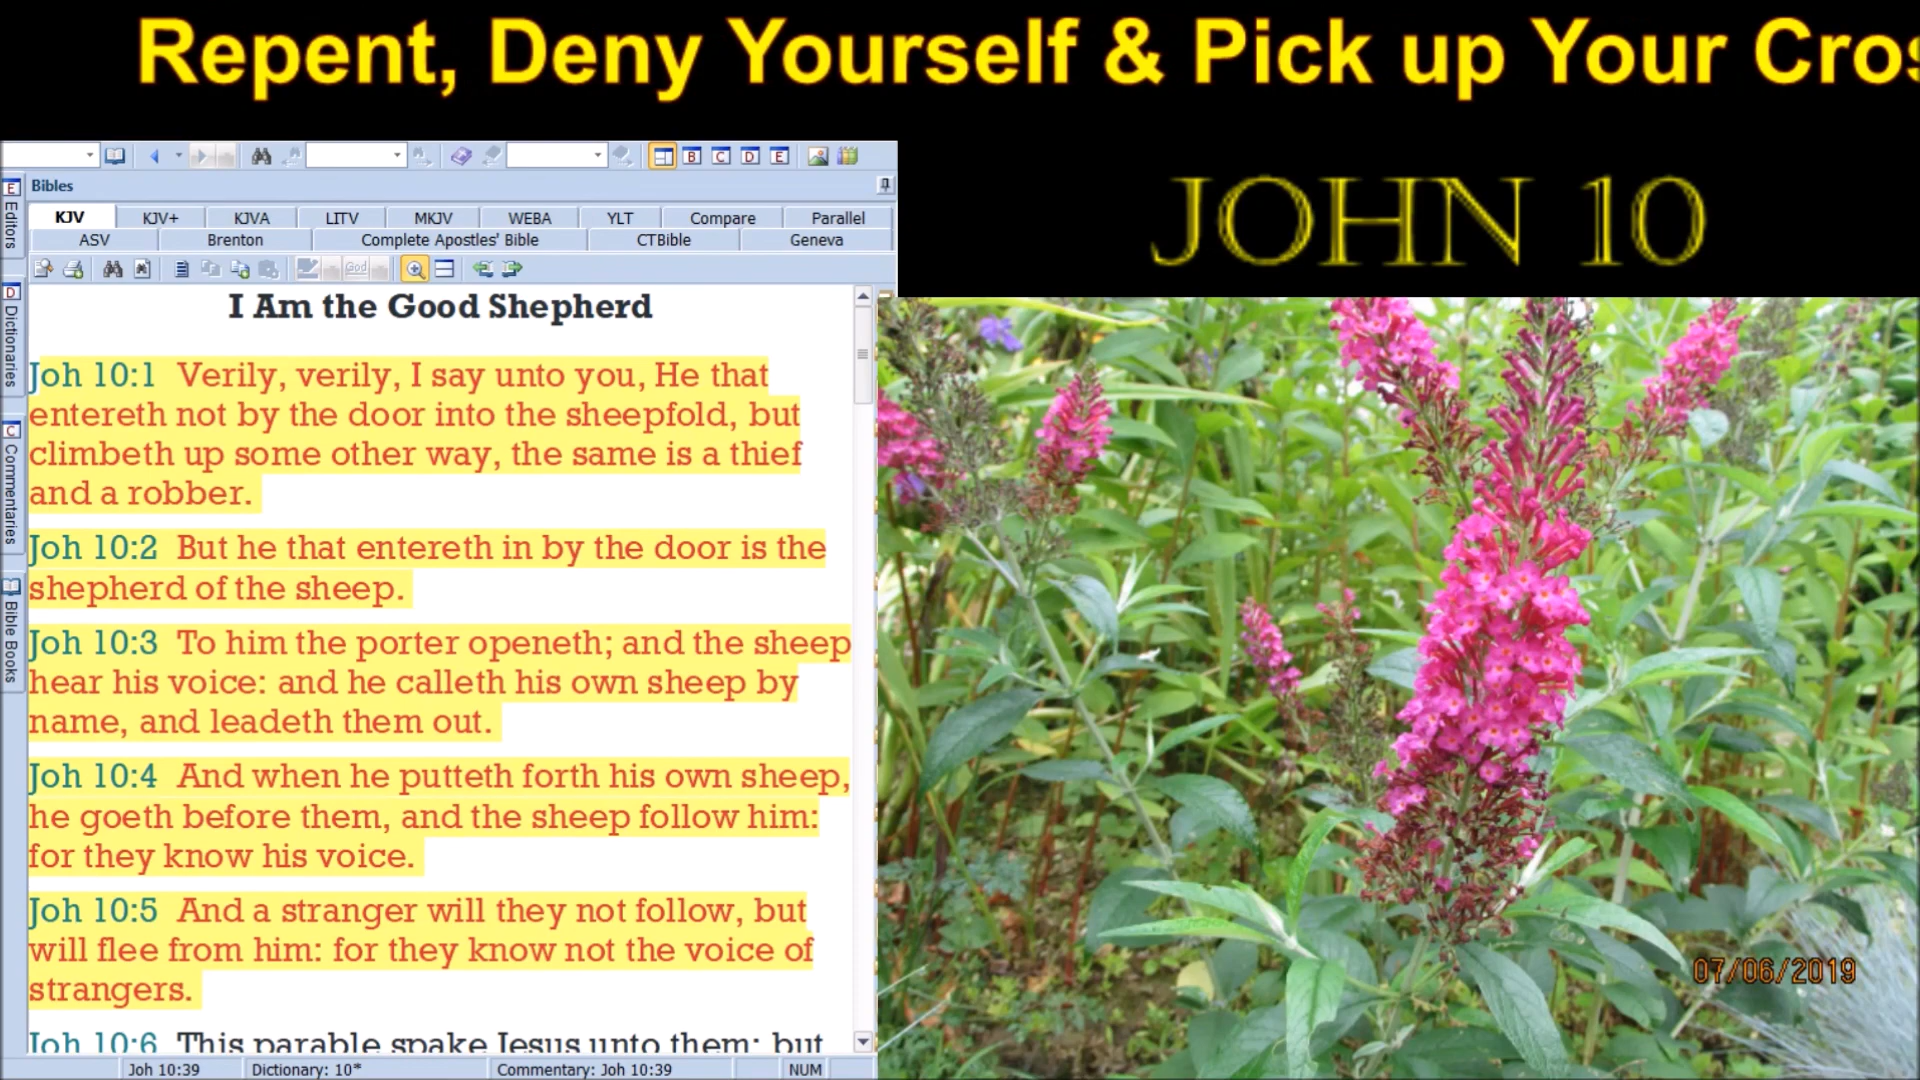 Repent, Deny Yourself & Pick up Your Cros
JOHN 10
Bibles
KJV KJV+ KJVA LITV MKJV WEBA YLT Compare Parallel
ASV Brenton Complete Apostles' Bible CTBible Geneva
E Editors
D Dictionaries
C Commentaries
Bible Books
B C D E
God
I Am the Good Shepherd
Joh 10:1 Verily, verily, I say unto you, He that
entereth not by the door into the sheepfold, but
climbeth up some other way, the same is a thief
and a robber.
Joh 10:2 But he that entereth in by the door is the
shepherd of the sheep.
Joh 10:3 To him the porter openeth; and the sheep
hear his voice: and he calleth his own sheep by
name, and leadeth them out.
Joh 10:4 And when he putteth forth his own sheep,
he goeth before them, and the sheep follow him:
for they know his voice.
Joh 10:5 And a stranger will they not follow, but
will flee from him: for they know not the voice of
strangers.
Joh 10:6 This parable spake Jesus unto them: but
Joh 10:39 Dictionary: 10* Commentary: Joh 10:39 NUM
07/06/2019